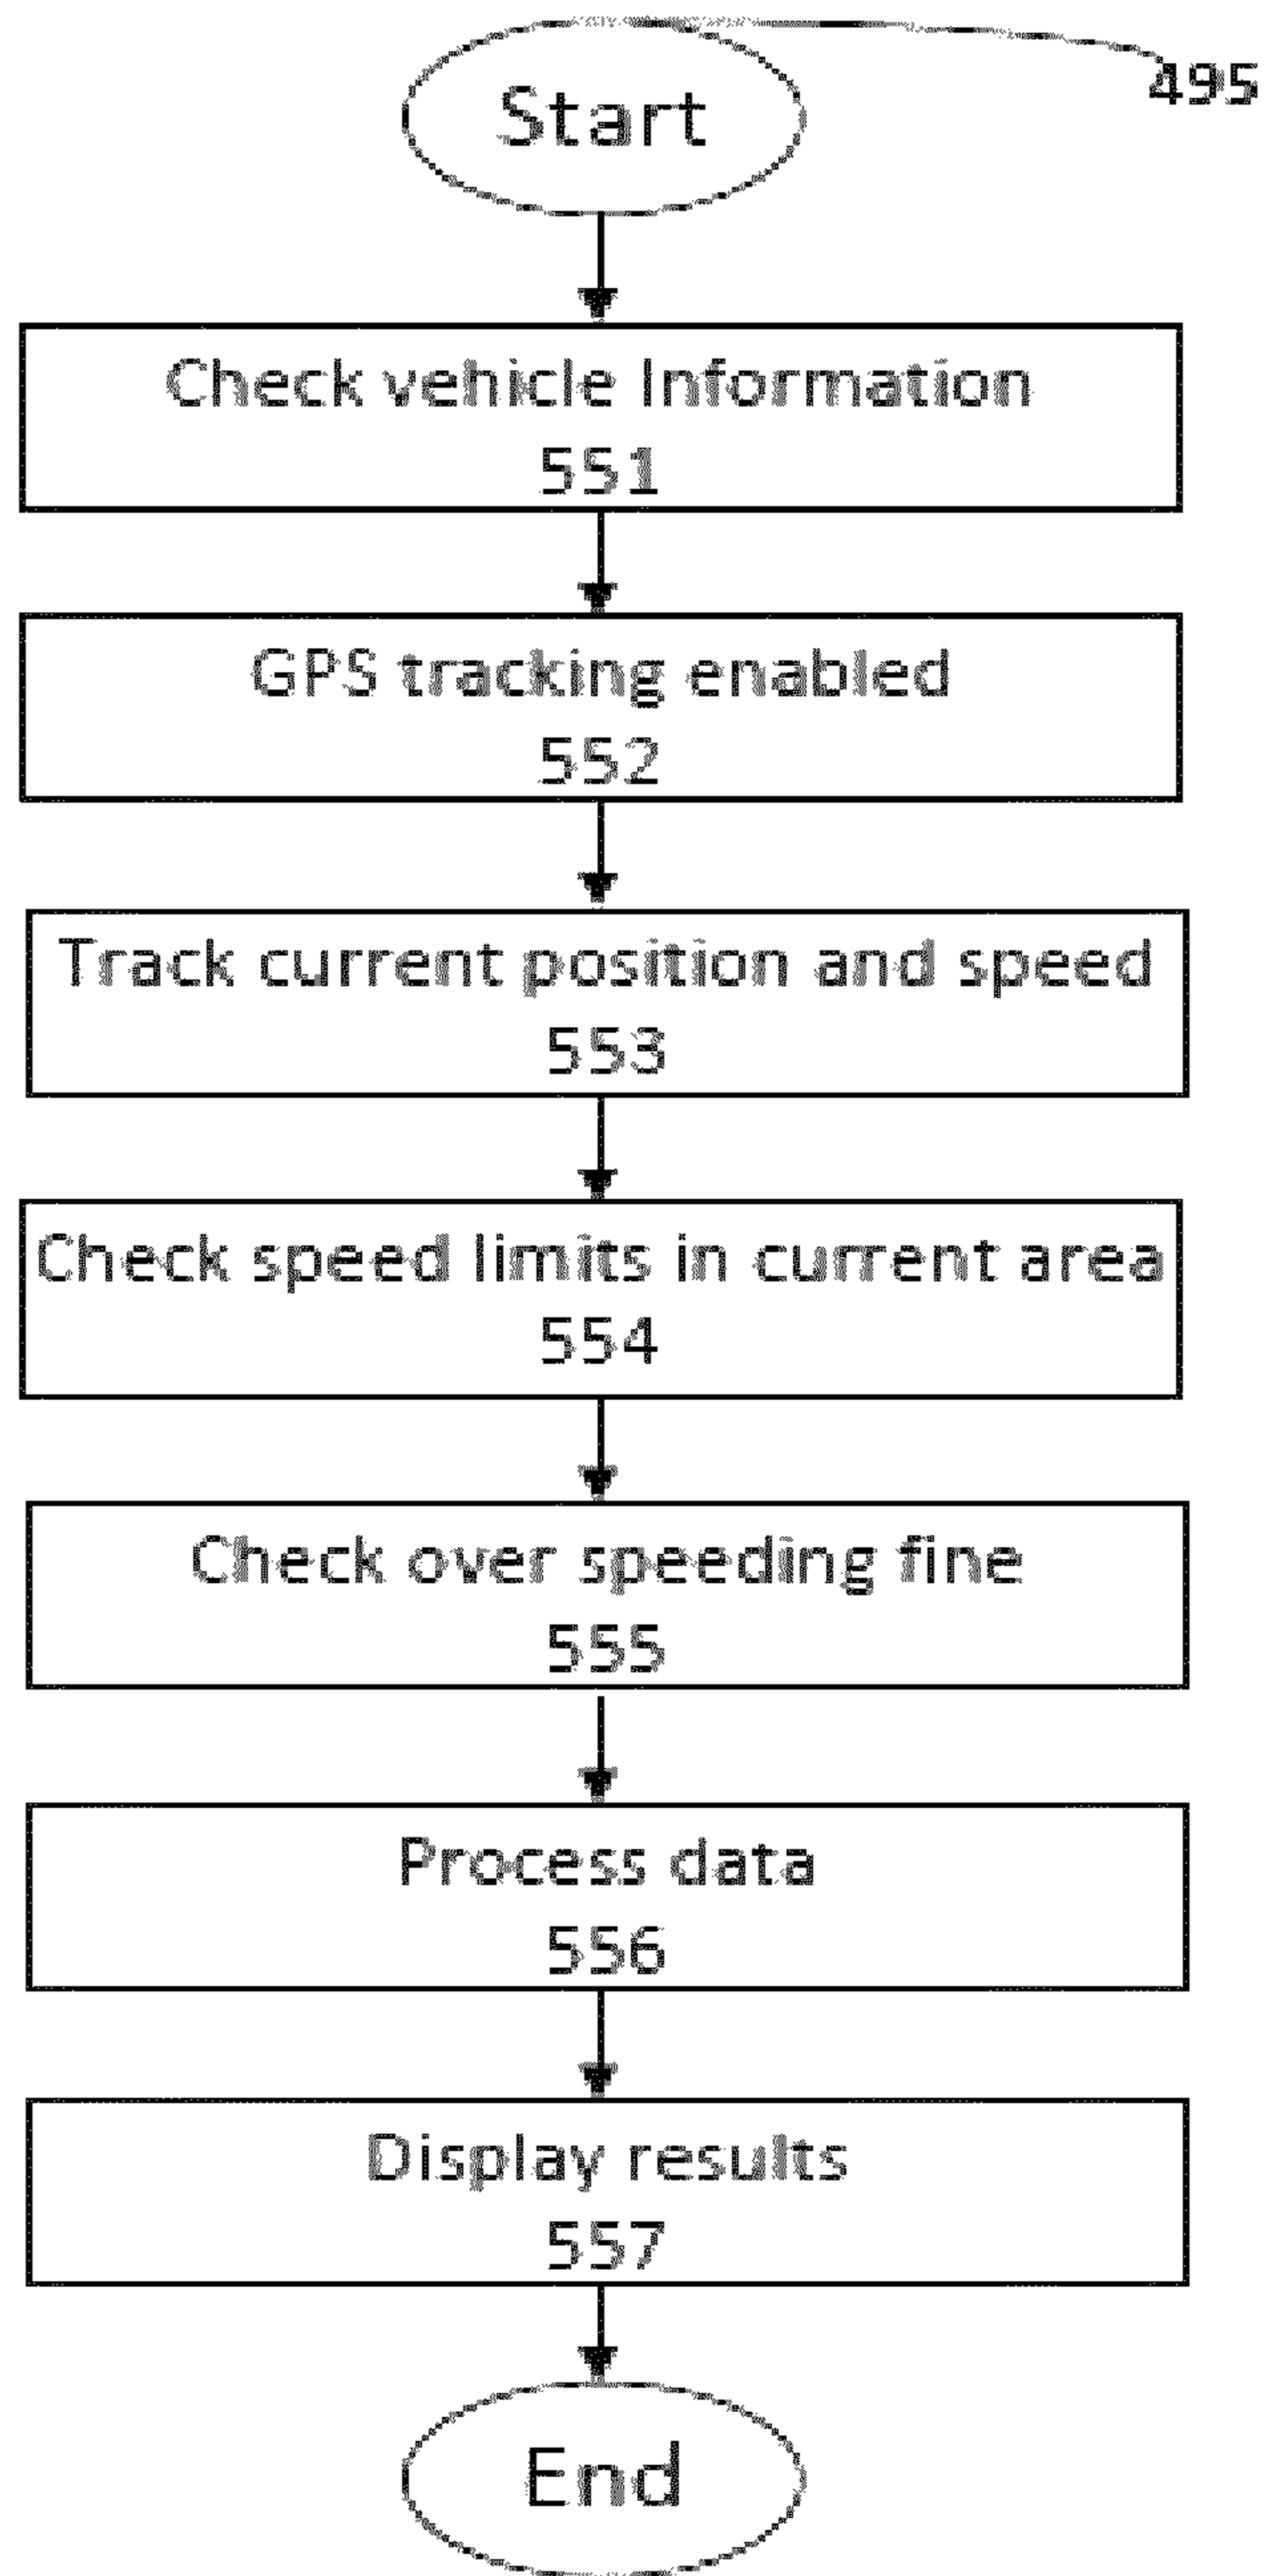 Start
495
Check vehicle Information
551
GPS tracking enabled
552
Track current position and speed
553
Check speed limits in current area
554
Check over speeding fine
555
Process data
556
Display results
557
End